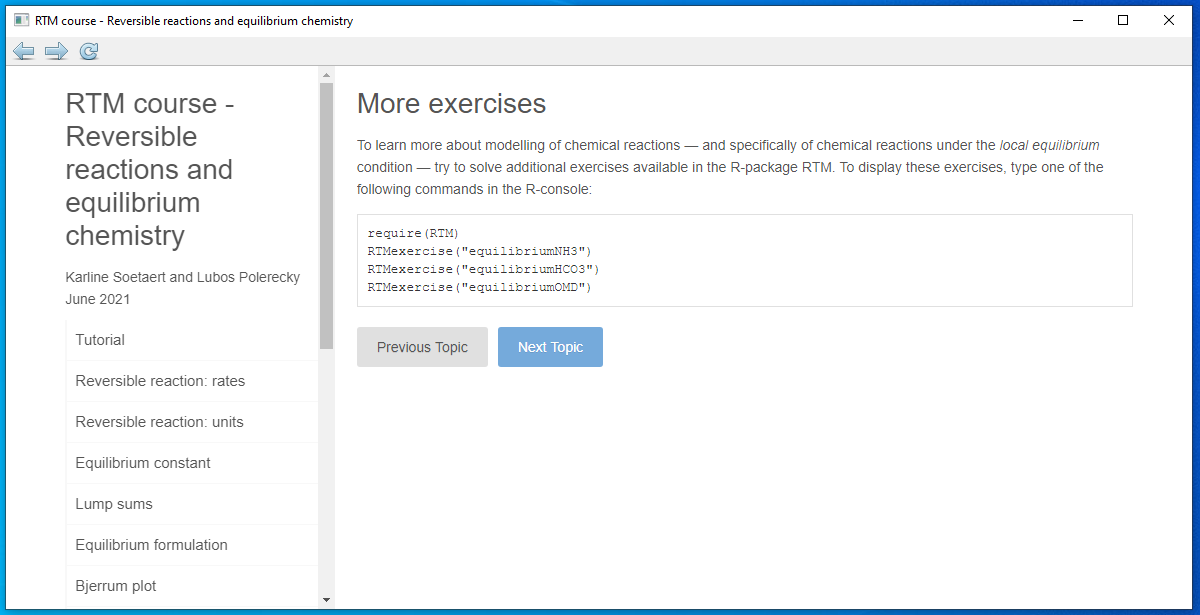 RTM course - Reversible reactions and equilibrium chemistry
RTM course -
Reversible
reactions and
equilibrium
chemistry
Karline Soetaert and Lubos Polerecky
June 2021
Tutorial
Reversible reaction: rates
Reversible reaction: units
Equilibrium constant
Lump sums
Equilibrium formulation
Bjerrum plot
More exercises
To learn more about modelling of chemical reactions — and specifically of chemical reactions under the local equilibrium
condition — try to solve additional exercises available in the R-package RTM. To display these exercises, type one of the
following commands in the R-console:
require(RTM)
RTMexercise("equilibriumNH3")
RTMexercise("equilibriumHCO3")
RTMexercise("equilibriumOMD")
Previous Topic
Next Topic